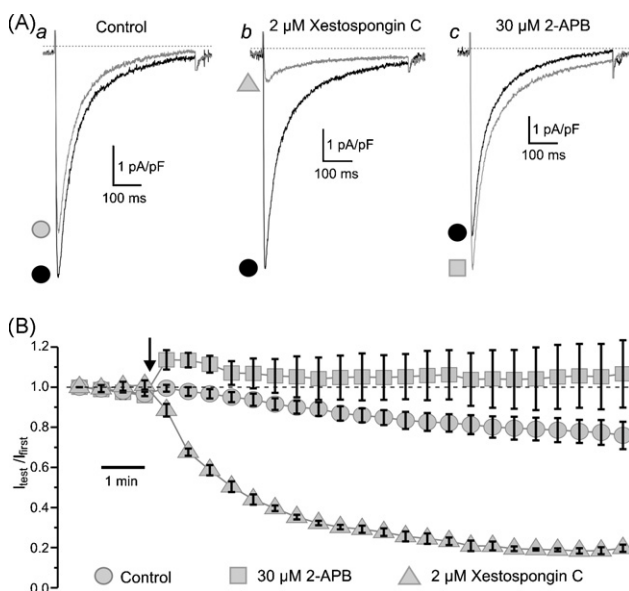 (A) a Control b 2 µM Xestospongin C c 30 µM 2-APB
1 pA/pF
100 ms
1 pA/pF
100 ms
1 pA/pF
100 ms
(B)
1.2
1.0
0.8
0.6
0.4
0.2
0.0
Itest/Ifirst
1 min
Control 30 µM 2-APB 2 µM Xestospongin C